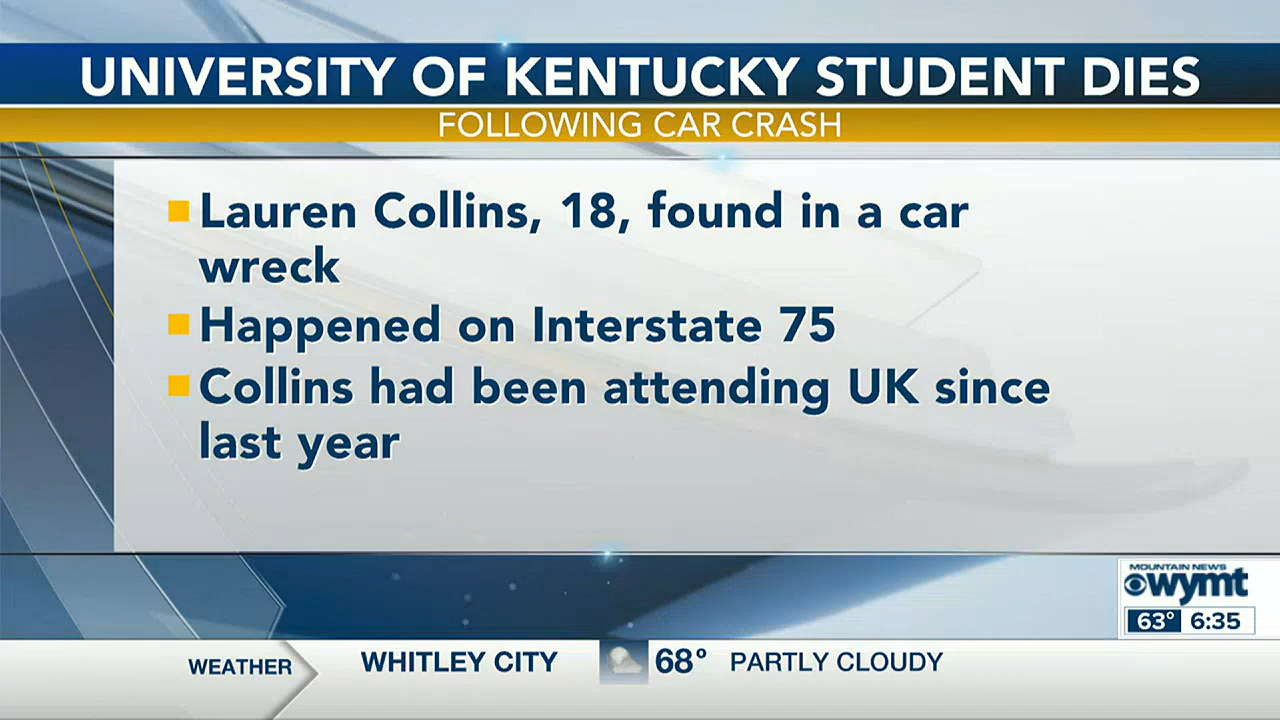 UNIVERSITY OF KENTUCKY STUDENT DIES
FOLLOWING CAR CRASH
Lauren Collins, 18, found in a car
wreck
Happened on Interstate 75
Collins had been attending UK since
last year
MOUNTAIN NEWS
wymt
63° 6:35
WEATHER WHITLEY CITY 68° PARTLY CLOUDY